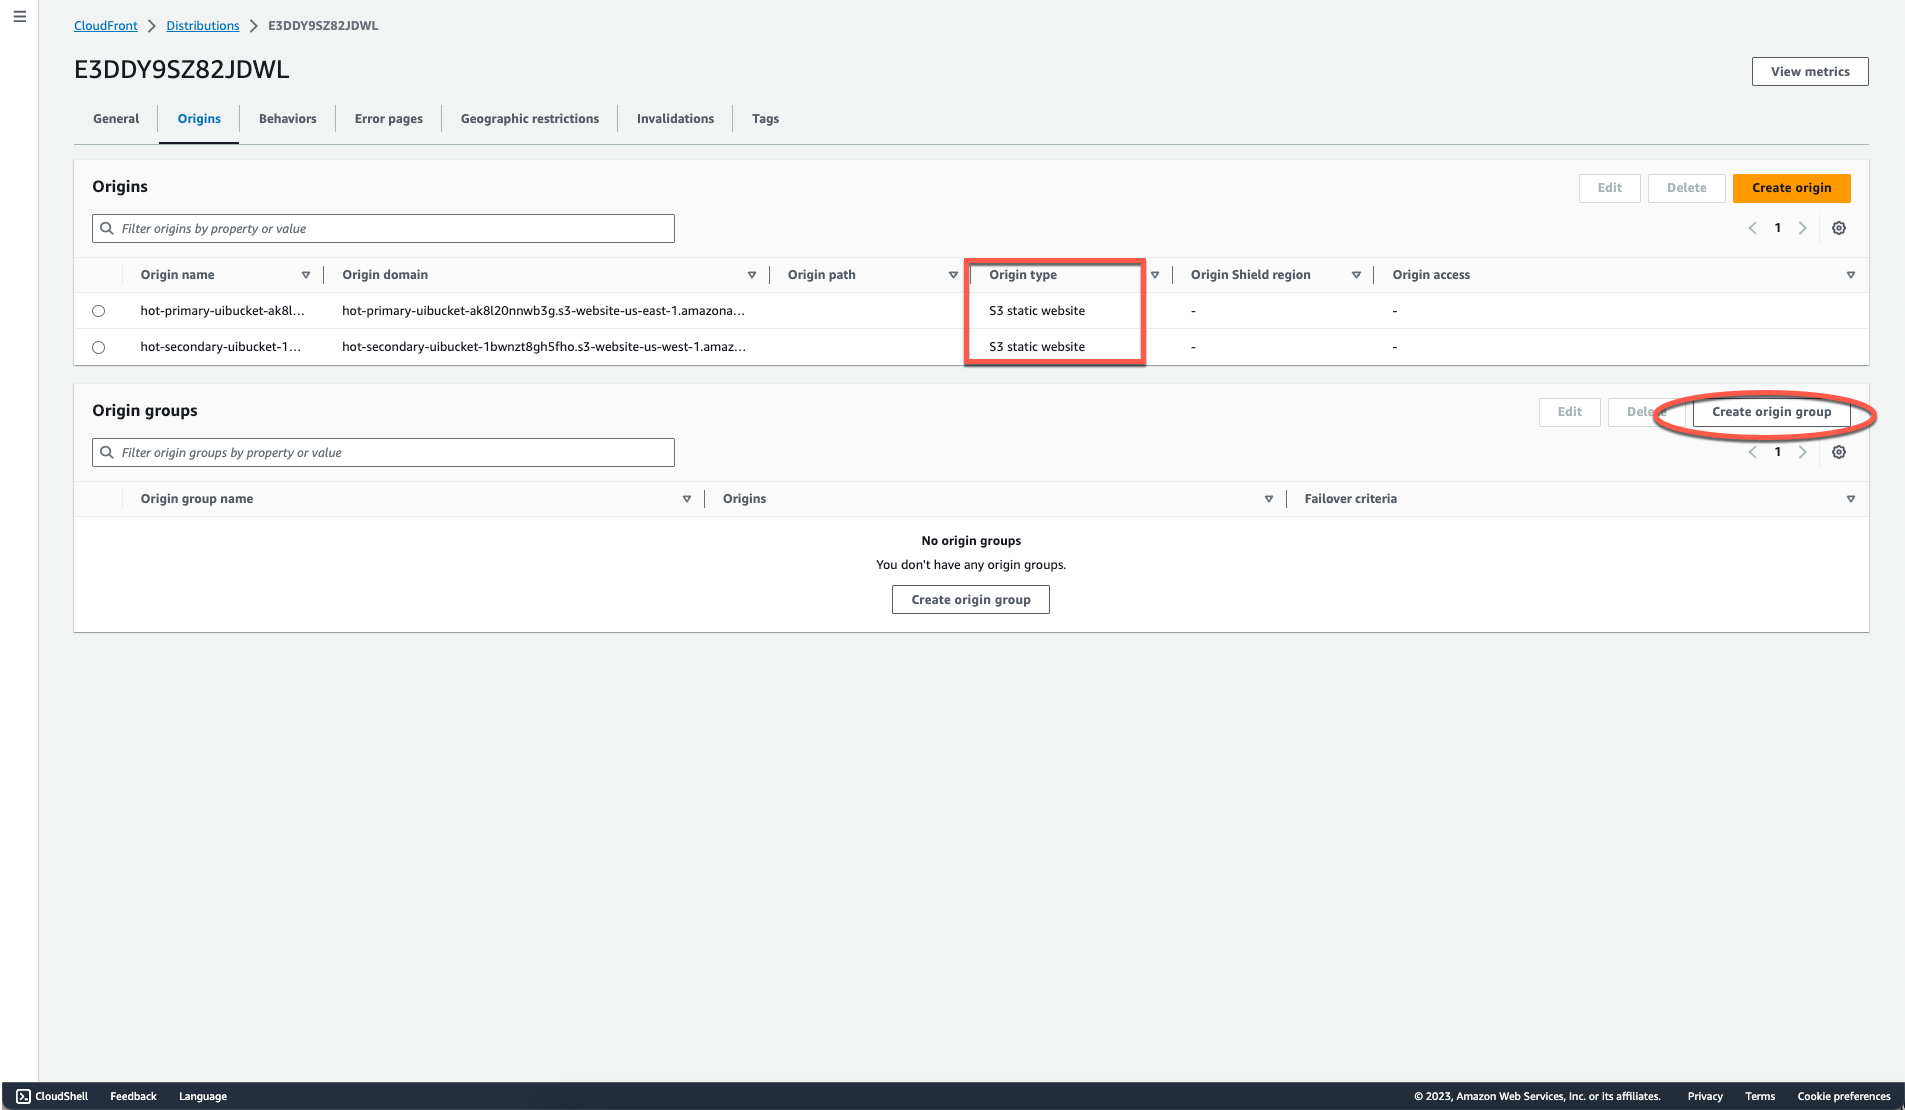 CloudFront > Distributions > E3DDY9SZ82JDWL
E3DDY9SZ82JDWL
View metrics
General Origins Behaviors Error pages Geographic restrictions Invalidations Tags
Origins
Edit Delete Create origin
Filter origins by property or value
1
Origin name Origin domain Origin path Origin type Origin Shield region Origin access
hot-primary-uibucket-ak8l... hot-primary-uibucket-ak8l20nnwb3g.s3-website-us-east-1.amazona... S3 static website - -
hot-secondary-uibucket-1... hot-secondary-uibucket-1bwnzt8gh5fho.s3-website-us-west-1.amaz... S3 static website - -
Origin groups
Edit Delete Create origin group
Filter origin groups by property or value
1
Origin group name Origins Failover criteria
No origin groups
You don't have any origin groups.
Create origin group
CloudShell Feedback Language © 2023, Amazon Web Services, Inc. or its affiliates. Privacy Terms Cookie preferences